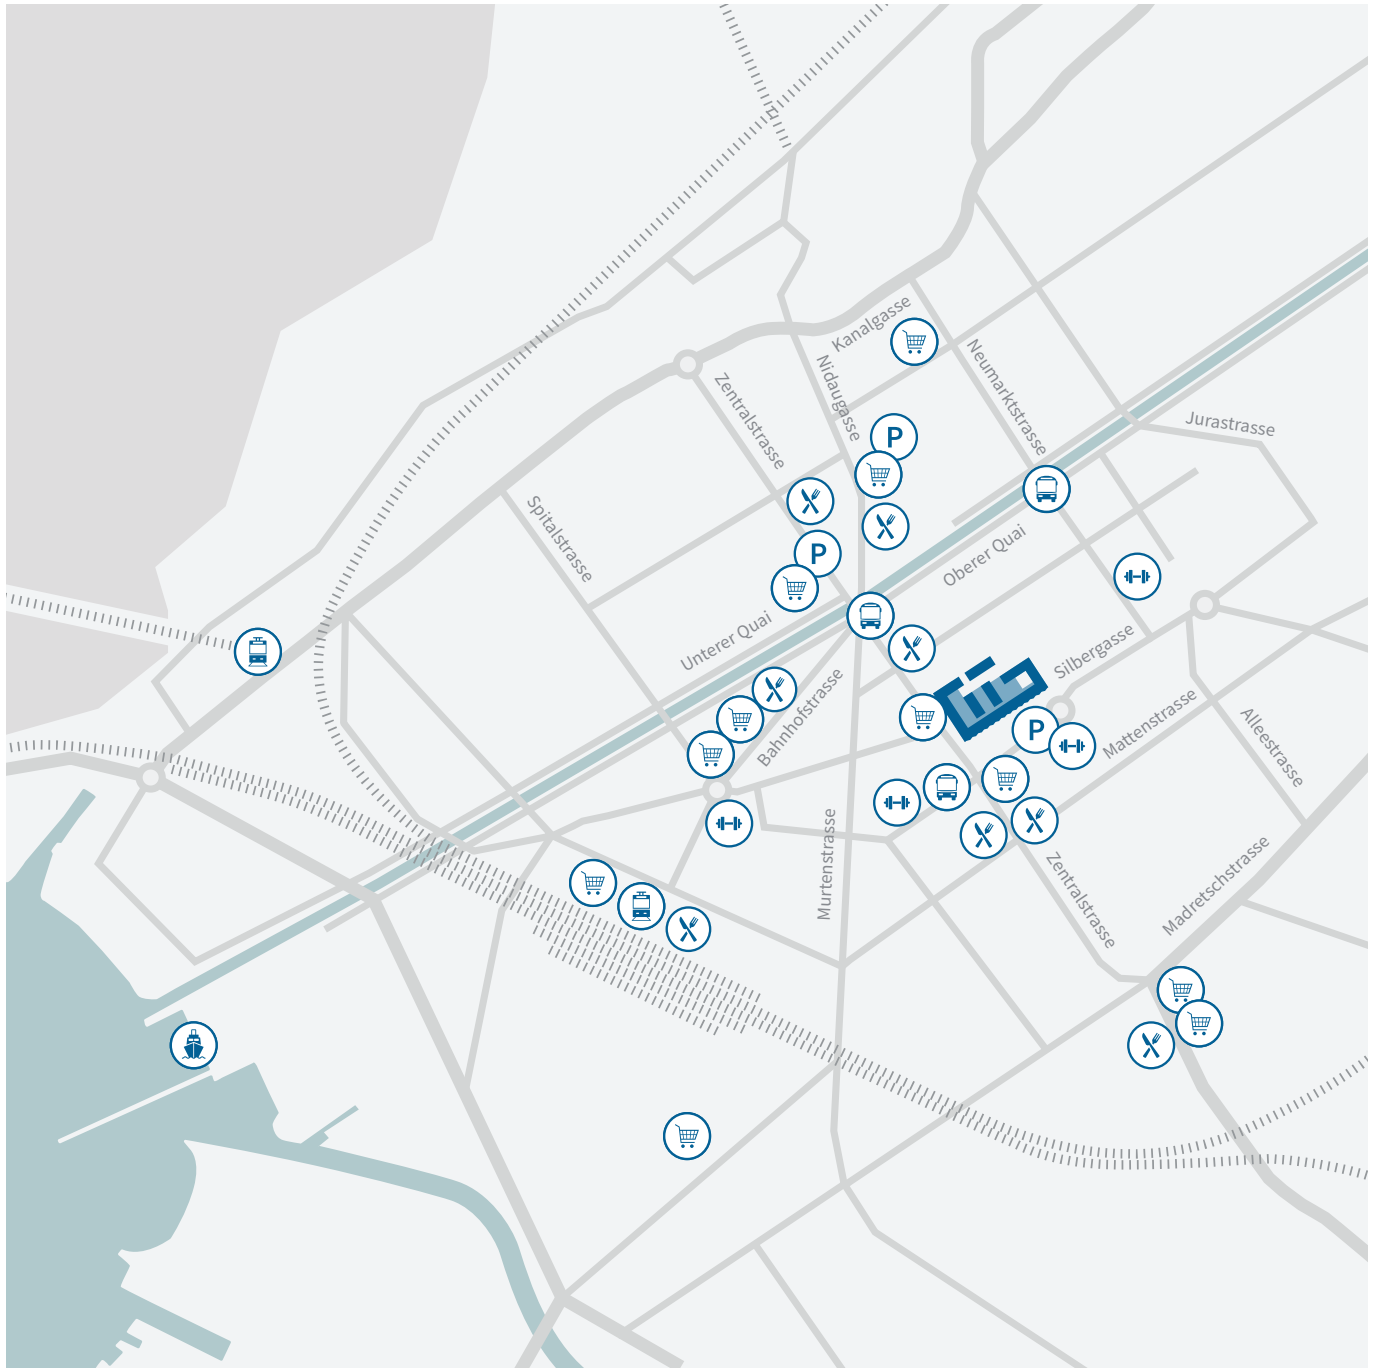 Kanalgasse
Neumarktstrasse
Nidaugasse
Zentralstrasse
Jurastrasse
P
Spitalstrasse
Oberer Quai
P
Unterer Quai
Silbergasse
Bahnhofstrasse
Mattenstrasse
P
Alleestrasse
Murtenstrasse
Zentralstrasse
Madretschstrasse